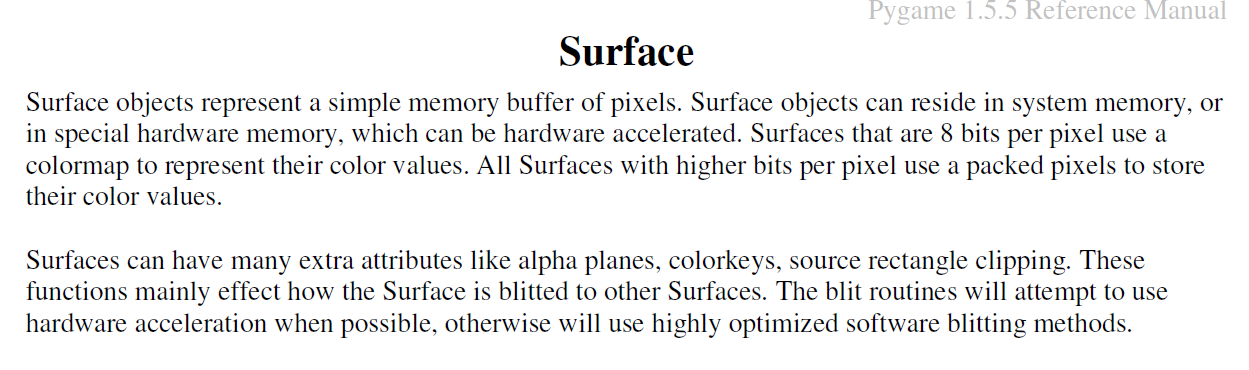 Pygame 1.5.5 Reference Manual
Surface
Surface objects represent a simple memory buffer of pixels. Surface objects can reside in system memory, or
in special hardware memory, which can be hardware accelerated. Surfaces that are 8 bits per pixel use a
colormap to represent their color values. All Surfaces with higher bits per pixel use a packed pixels to store
their color values.
Surfaces can have many extra attributes like alpha planes, colorkeys, source rectangle clipping. These
functions mainly effect how the Surface is blitted to other Surfaces. The blit routines will attempt to use
hardware acceleration when possible, otherwise will use highly optimized software blitting methods.